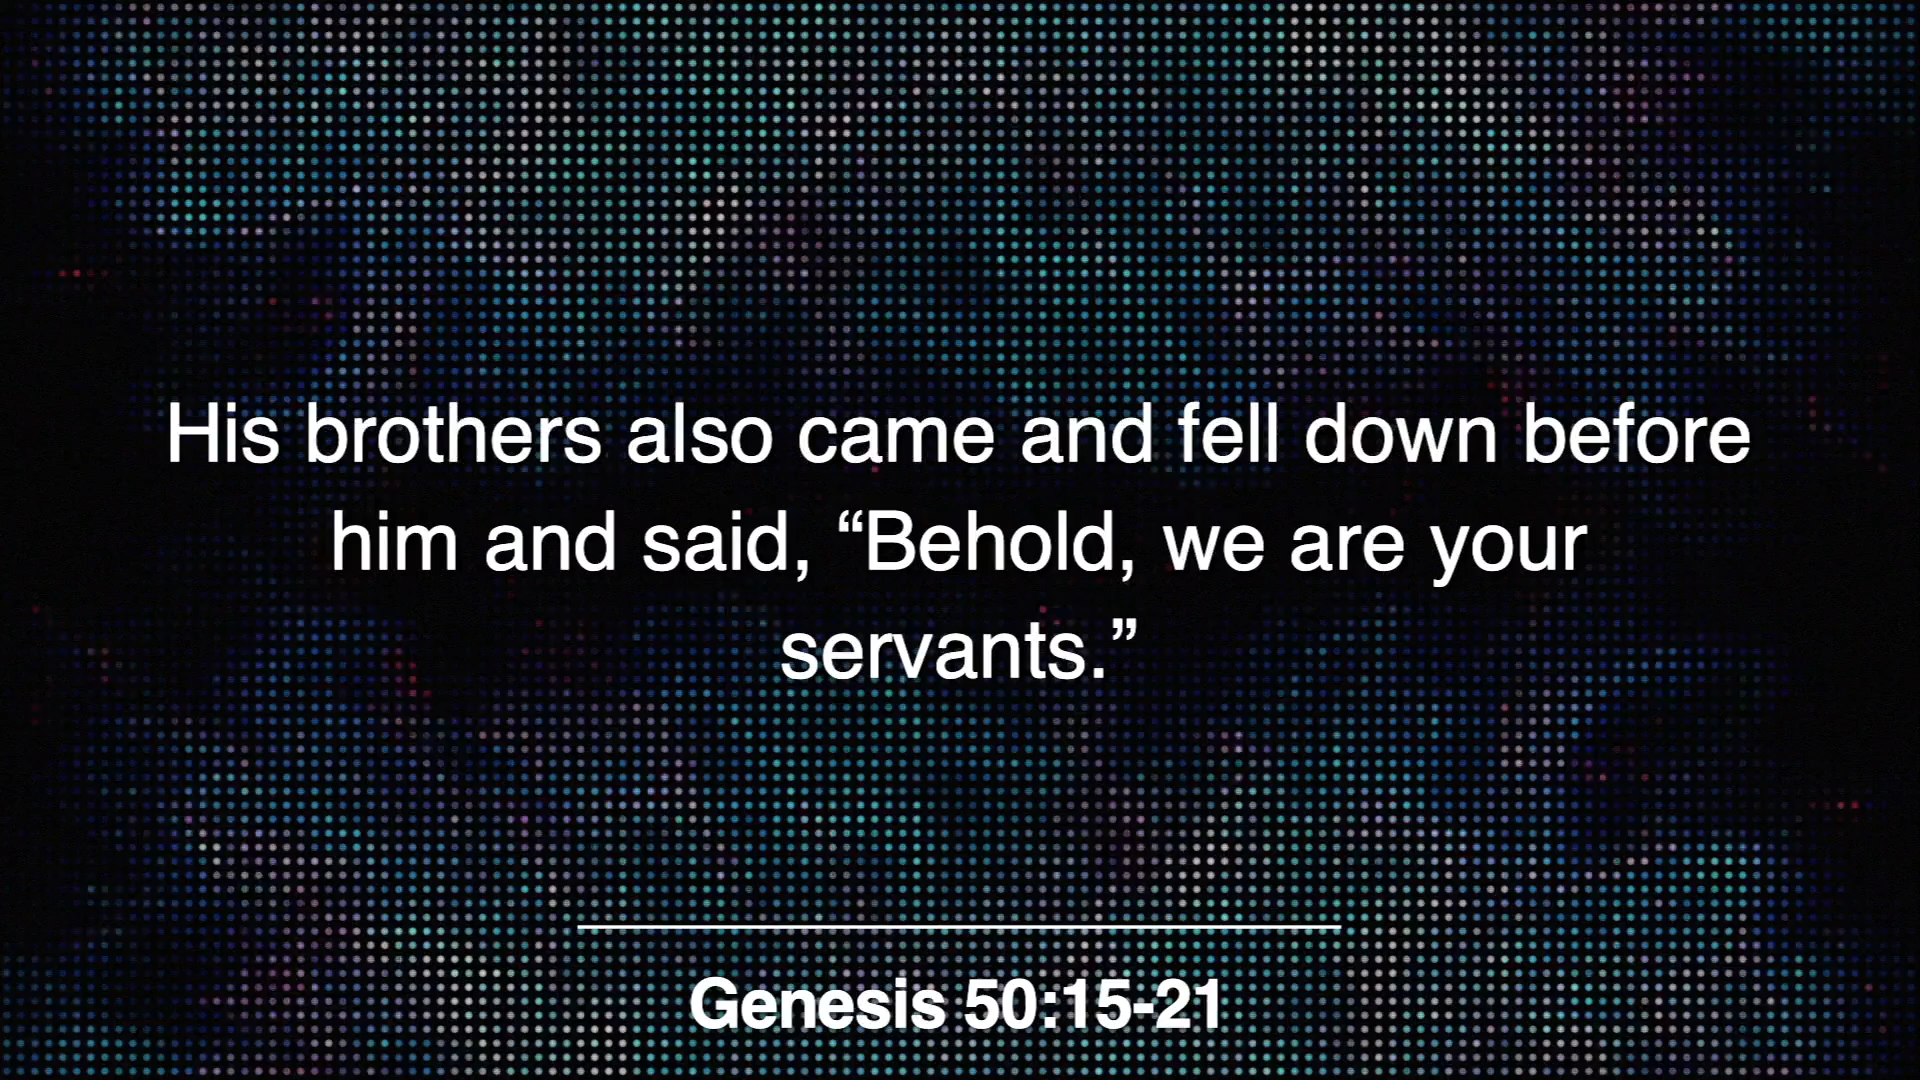 His brothers also came and fell down before
him and said, “Behold, we are your
servants.”
Genesis 50:15-21